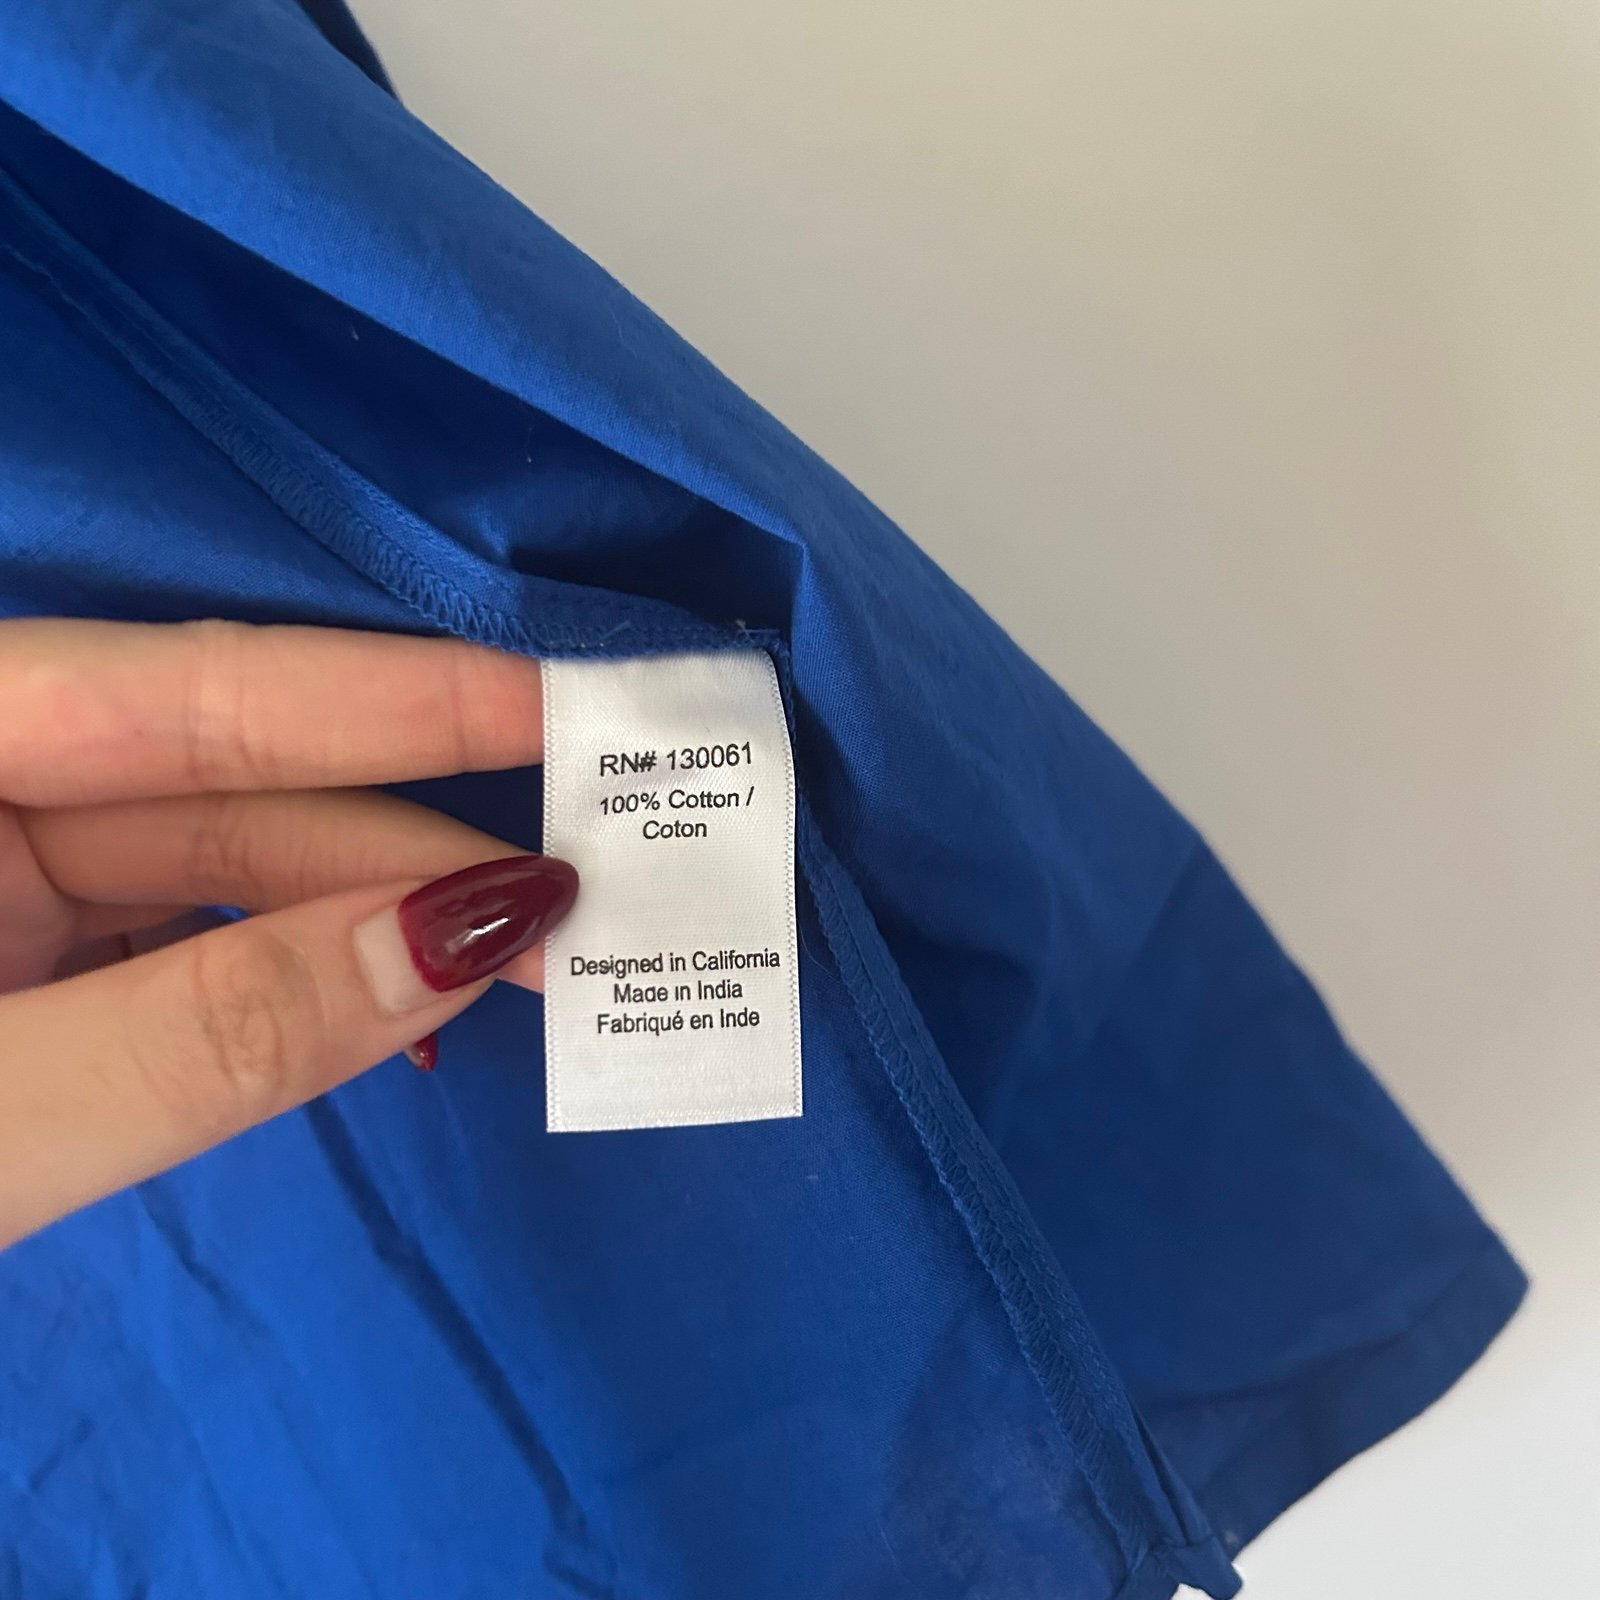 RN# 130061
100% Cotton /
Coton
Designed in California
Made in India
Fabriqué en Inde